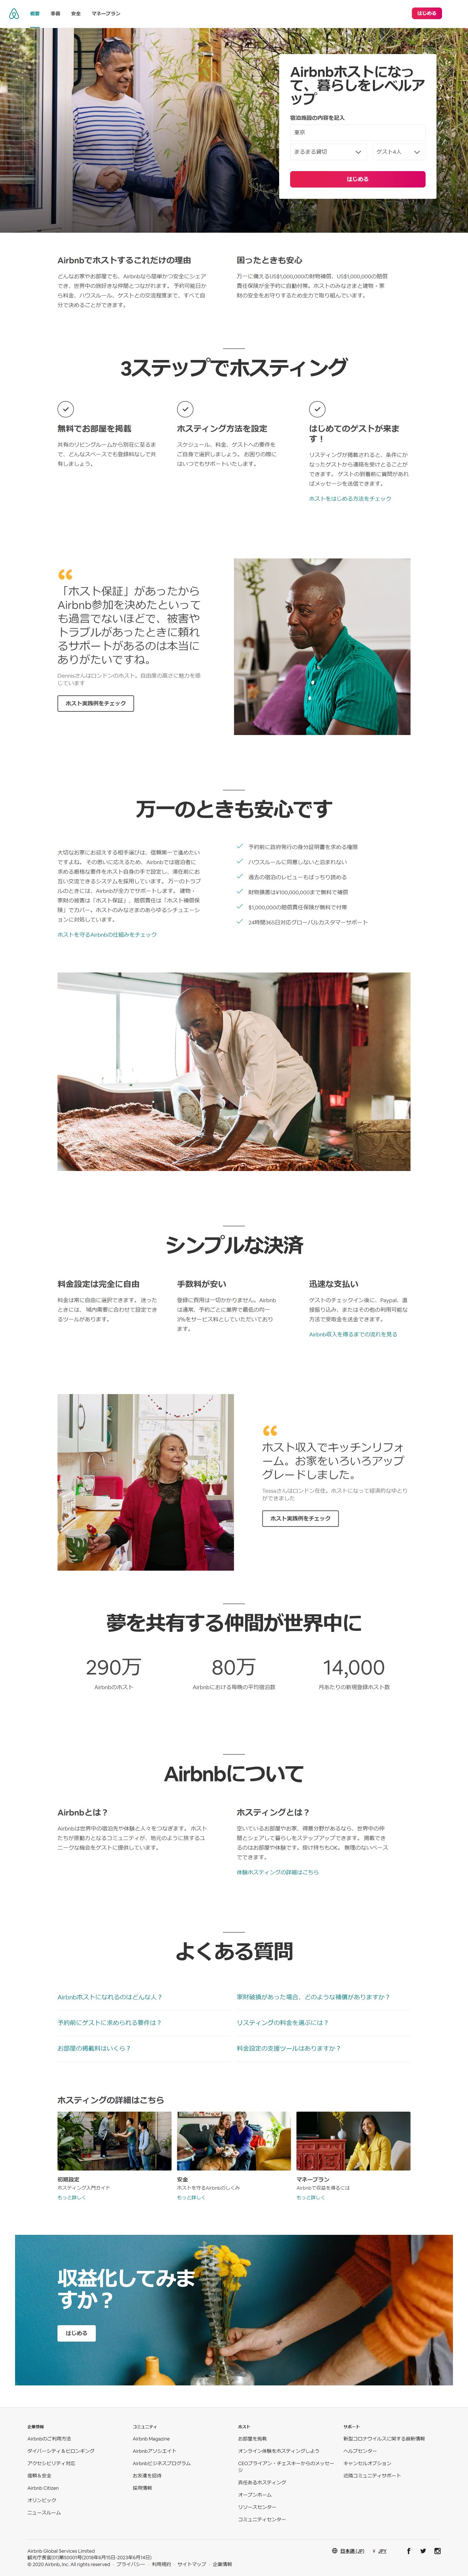 概要
準備
安全
マネープラン
はじめる
Airbnbホストになっ
て、暮らしをレベルア
ップ
宿泊施設の内容を記入
東京
まるまる貸切
ゲスト4人
はじめる
Airbnbでホストするこれだけの理由
どんなお家やお部屋でも、Airbnbなら簡単かつ安全にシェア
でき、世界中の旅好きな仲間とつながれます。 予約可能日か
ら料金、ハウスルール、ゲストとの交流程度まで、すべて自
分で決めることができます。
困ったときも安心
万一に備えるUS$1,000,000の財物補償、US$1,000,000の賠償
責任保険が全予約に自動付帯。ホストのみなさまと建物・家
財の安全をお守りするため全力で取り組んでいます。
3ステップでホスティング
無料でお部屋を掲載
共有のリビングルームから別荘に至るま
で、どんなスペースでも登録料なしで共
有しましょう。
ホスティング方法を設定
スケジュール、料金、ゲストへの要件を
ご自身で選択しましょう。 お困りの際に
はいつでもサポートいたします。
はじめてのゲストが来ま
す！
リスティングが掲載されると、条件にか
なったゲストから連絡を受けとることが
できます。 ゲストの到着前に質問があれ
ばメッセージを送信できます。
ホストをはじめる方法をチェック
「ホスト保証」があったから
Airbnb参加を決めたといって
も過言でないほどで、被害や
トラブルがあったときに頼れ
るサポートがあるのは本当に
ありがたいですね。
Dennisさんはロンドンのホスト。自由度の高さに魅力を感
じています
ホスト実践例をチェック
万一のときも安心です
大切なお家にお迎えする相手選びは、信頼第一で進めたい
ですよね。 その思いに応えるため、Airbnbでは宿泊者に
求める厳格な要件をホスト自身の手で設定し、滞在前にお
互い交流できるシステムを採用しています。 万一のトラブ
ルのときには、Airbnbが全力でサポートします。 建物・
家財の被害は「ホスト保証」、賠償責任は「ホスト補償保
険」でカバー。ホストのみなさまのあらゆるシチュエーシ
ョンに対処しています。
ホストを守るAirbnbの仕組みをチェック
予約前に政府発行の身分証明書を求める権限
ハウスルールに同意しないと泊まれない
過去の宿泊のレビューもばっちり読める
財物損害は¥100,000,000まで無料で補償
$1,000,000の賠償責任保険が無料で付帯
24時間365日対応グローバルカスタマーサポート
シンプルな決済
料金設定は完全に自由
料金は常に自由に選択できます。 迷った
ときには、域内需要に合わせて設定でき
るツールがあります。
手数料が安い
登録に費用は一切かかりません。Airbnb
は通常、予約ごとに業界で最低の均一
3％をサービス料としていただいており
ます。
迅速な支払い
ゲストのチェックイン後に、Paypal、直
接振り込み、またはその他の利用可能な
方法で受取金を送金できます。
Airbnb収入を得るまでの流れを見る
ホスト収入でキッチンリフォ
ーム。お家をいろいろアップ
グレードしました。
Tessaさんはロンドン在住。ホストになって経済的なゆとり
ができました
ホスト実践例をチェック
夢を共有する仲間が世界中に
290万
Airbnbのホスト
80万
Airbnbにおける毎晩の平均宿泊数
14,000
月あたりの新規登録ホスト数
Airbnbについて
Airbnbとは？
Airbnbは世界中の宿泊先や体験と人々をつなぎます。 ホスト
たちが原動力となるコミュニティが、地元のように旅するユ
ニークな機会をゲストに提供しています。
ホスティングとは？
空いているお部屋やお家、得意分野があるなら、世界中の仲
間とシェアして暮らしをステップアップできます。 掲載でき
るのはお部屋や体験です。掛け持ちもOK。 無理のないペース
でできます。
体験ホスティングの詳細はこちら
よくある質問
Airbnbホストになれるのはどんな人？
家財破損があった場合、どのような補償がありますか？
予約前にゲストに求められる要件は？
リスティングの料金を選ぶには？
お部屋の掲載料はいくら？
料金設定の支援ツールはありますか？
ホスティングの詳細はこちら
初期設定
ホスティング入門ガイド
もっと詳しく
安全
ホストを守るAirbnbのしくみ
もっと詳しく
マネープラン
Airbnbで収益を得るには
もっと詳しく
収益化してみま
すか？
はじめる
企業情報
Airbnbのご利用方法
ダイバーシティ＆ビロンギング
アクセシビリティ対応
信頼＆安全
Airbnb Citizen
オリンピック
ニュースルーム
コミュニティ
Airbnb Magazine
Airbnbアソシエイト
Airbnbビジネスプログラム
お友達を招待
採用情報
ホスト
お部屋を掲載
オンライン体験をホスティングしよう
CEOブライアン・チェスキーからのメッセー
ジ
責任あるホスティング
オープンホーム
リソースセンター
コミュニティセンター
サポート
新型コロナウイルスに関する最新情報
ヘルプセンター
キャンセルオプション
近隣コミュニティサポート
Airbnb Global Services Limited
観光庁長官(01)第S0001号(2018年6月15日-2023年6月14日)
© 2020 Airbnb, Inc. All rights reserved · プライバシー · 利用規約 · サイトマップ · 企業情報
日本語 (JP)
¥ JPY